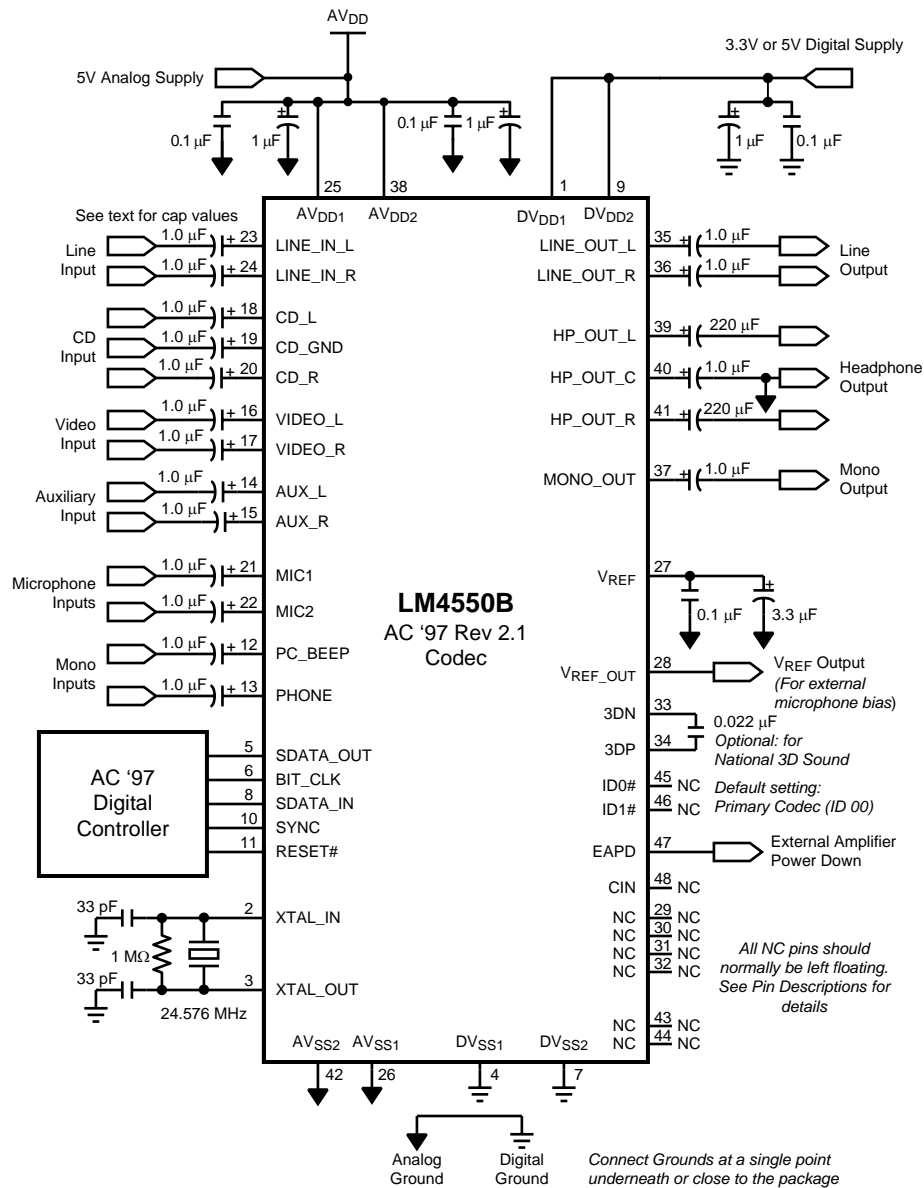 AVDD
5V Analog Supply
3.3V or 5V Digital Supply
0.1 µF
1 µF
0.1 µF
1 µF
1 µF
0.1 µF
25
38
1
9
AVDD1
AVDD2
DVDD1
DVDD2
See text for cap values
Line
Input
1.0 µF + 23 LINE_IN_L
1.0 µF + 24 LINE_IN_R
CD
Input
1.0 µF + 18 CD_L
1.0 µF + 19 CD_GND
1.0 µF + 20 CD_R
Video
Input
1.0 µF + 16 VIDEO_L
1.0 µF + 17 VIDEO_R
Auxiliary
Input
1.0 µF + 14 AUX_L
1.0 µF + 15 AUX_R
Microphone
Inputs
1.0 µF + 21 MIC1
1.0 µF + 22 MIC2
Mono
Inputs
1.0 µF + 12 PC_BEEP
1.0 µF + 13 PHONE
AC ‘97
Digital
Controller
5 SDATA_OUT
6 BIT_CLK
8 SDATA_IN
10 SYNC
11 RESET#
33 pF
2 XTAL_IN
1 MΩ
33 pF
3 XTAL_OUT
24.576 MHz
LM4550B
AC ‘97 Rev 2.1
Codec
LINE_OUT_L 35 + 1.0 µF
LINE_OUT_R 36 + 1.0 µF
Line
Output
HP_OUT_L 39 + 220 µF
HP_OUT_C 40 + 1.0 µF
HP_OUT_R 41 + 220 µF
Headphone
Output
MONO_OUT 37 + 1.0 µF
Mono
Output
VREF 27
0.1 µF
+ 3.3 µF
VREF_OUT 28
VREF Output
(For external
microphone bias)
3DN 33
3DP 34
0.022 µF
Optional: for
National 3D Sound
ID0# 45 NC
ID1# 46 NC
Default setting:
Primary Codec (ID 00)
EAPD 47
External Amplifier
Power Down
CIN 48 NC
NC 29 NC
NC 30 NC
NC 31 NC
NC 32 NC
All NC pins should
normally be left floating.
See Pin Descriptions for
details
NC 43 NC
NC 44 NC
AVSS2
AVSS1
DVSS1
DVSS2
42
26
4
7
Analog
Ground
Digital
Ground
Connect Grounds at a single point
underneath or close to the package